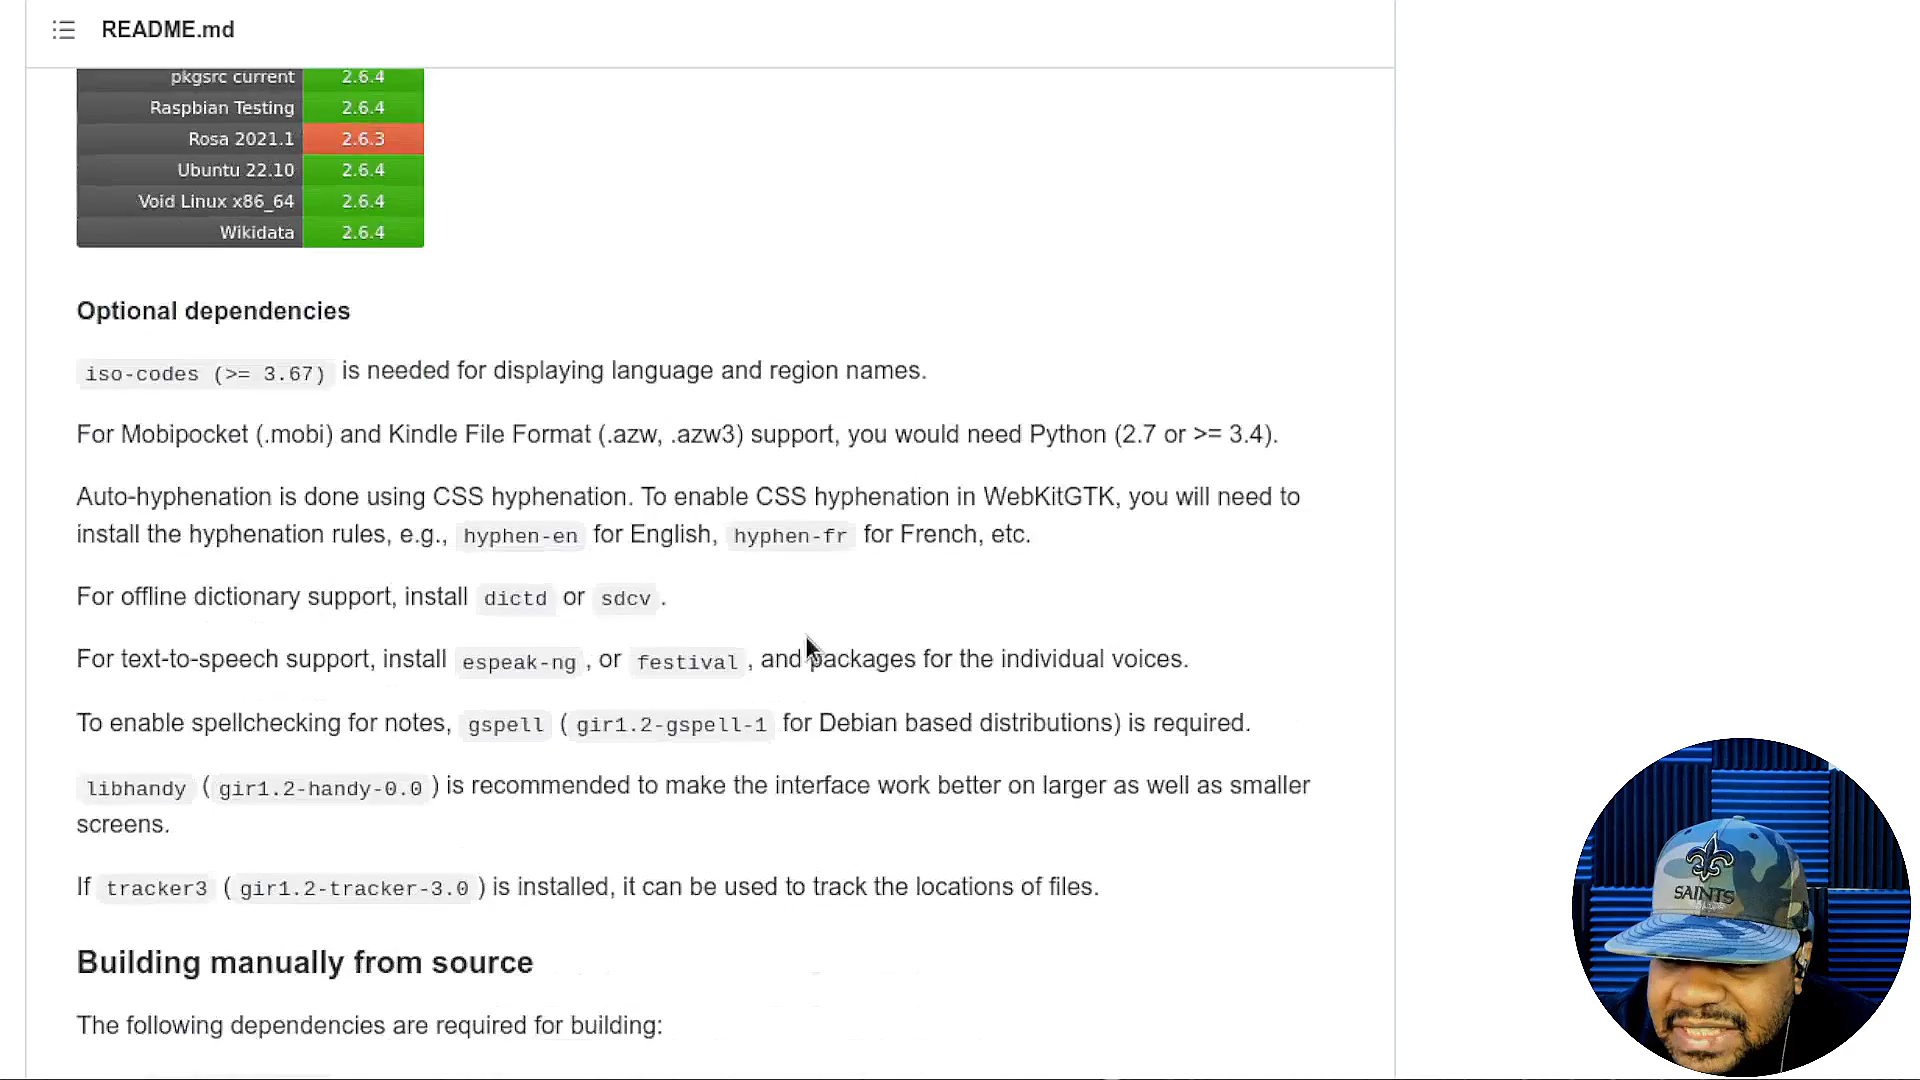 README.md
pkgsrc current 2.6.4
Raspbian Testing 2.6.4
Rosa 2021.1 2.6.3
Ubuntu 22.10 2.6.4
Void Linux x86_64 2.6.4
Wikidata 2.6.4
Optional dependencies
iso-codes (>= 3.67) is needed for displaying language and region names.
For Mobipocket (.mobi) and Kindle File Format (.azw, .azw3) support, you would need Python (2.7 or >= 3.4).
Auto-hyphenation is done using CSS hyphenation. To enable CSS hyphenation in WebKitGTK, you will need to
install the hyphenation rules, e.g., hyphen-en for English, hyphen-fr for French, etc.
For offline dictionary support, install dictd or sdcv .
For text-to-speech support, install espeak-ng , or festival , and packages for the individual voices.
To enable spellchecking for notes, gspell ( gir1.2-gspell-1 for Debian based distributions) is required.
libhandy ( gir1.2-handy-0.0 ) is recommended to make the interface work better on larger as well as smaller
screens.
If tracker3 ( gir1.2-tracker-3.0 ) is installed, it can be used to track the locations of files.
Building manually from source
The following dependencies are required for building:
SAINTS